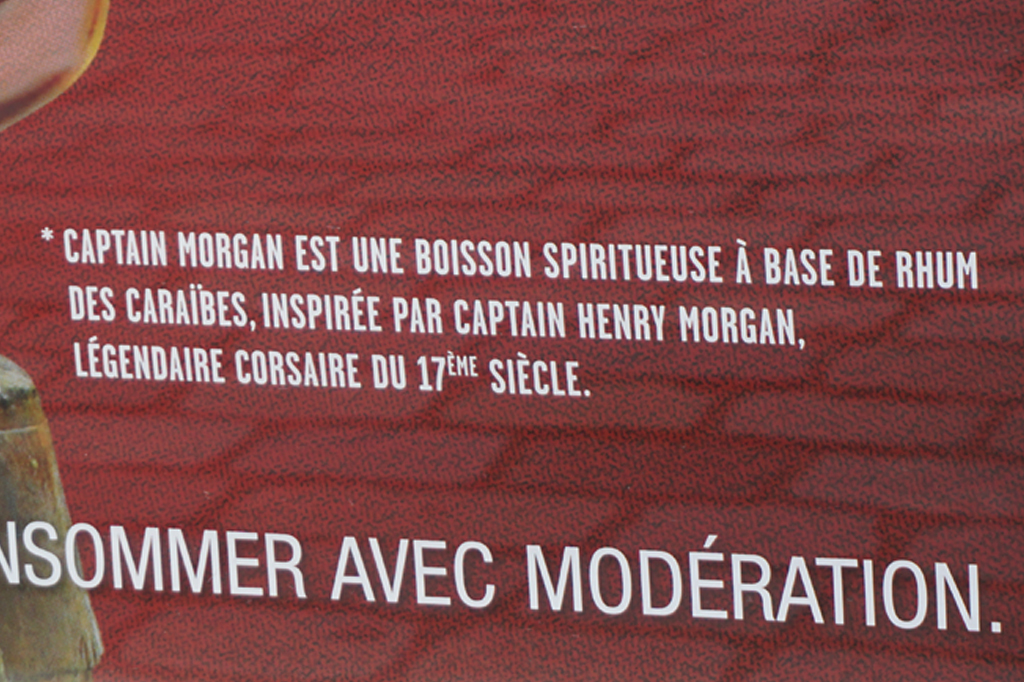 * CAPTAIN MORGAN EST UNE BOISSON SPIRITUEUSE À BASE DE RHUM
DES CARAÏBES, INSPIRÉE PAR CAPTAIN HENRY MORGAN,
LÉGENDAIRE CORSAIRE DU 17ÈME SIÈCLE.
NSOMMER AVEC MODÉRATION.